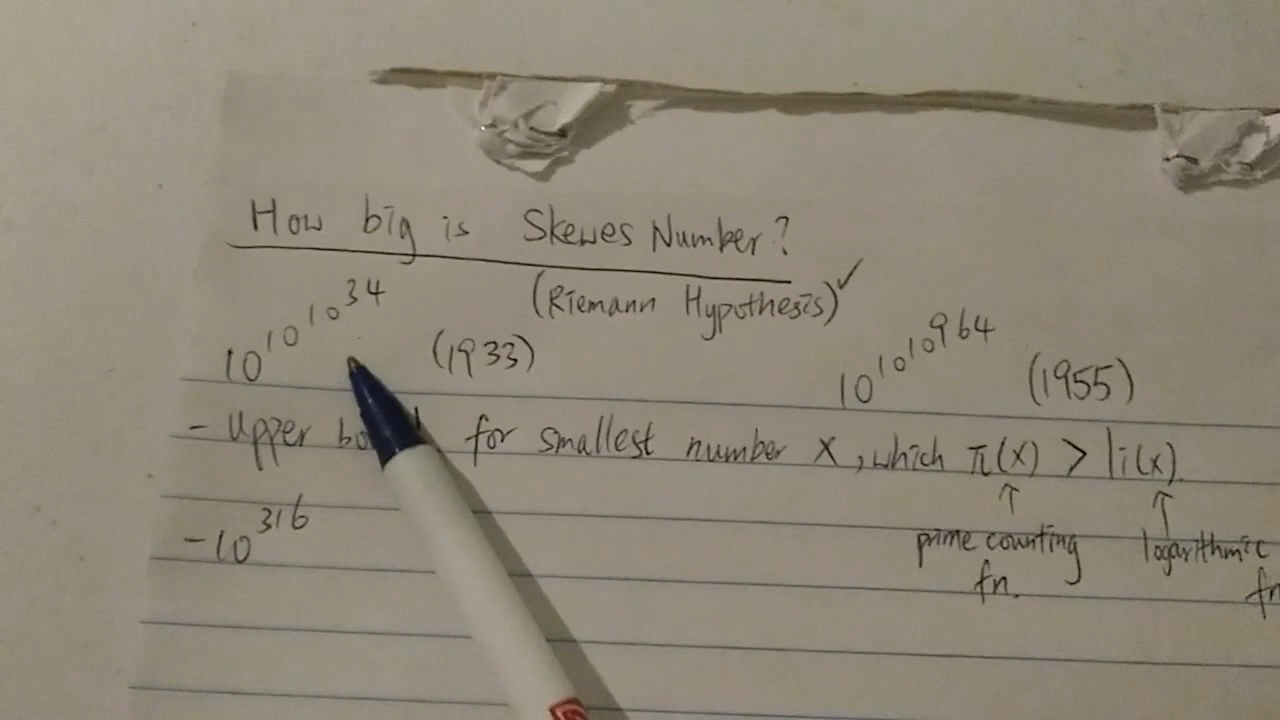 How big is Skewes Number?
(Riemann Hypothesis)✓
10^10^10^34 (1933) 10^10^10^964 (1955)
- Upper for smallest number x, which π(x) > li(x).
↑ ↑
- 10^316
prime counting logarithmic
fn. fn